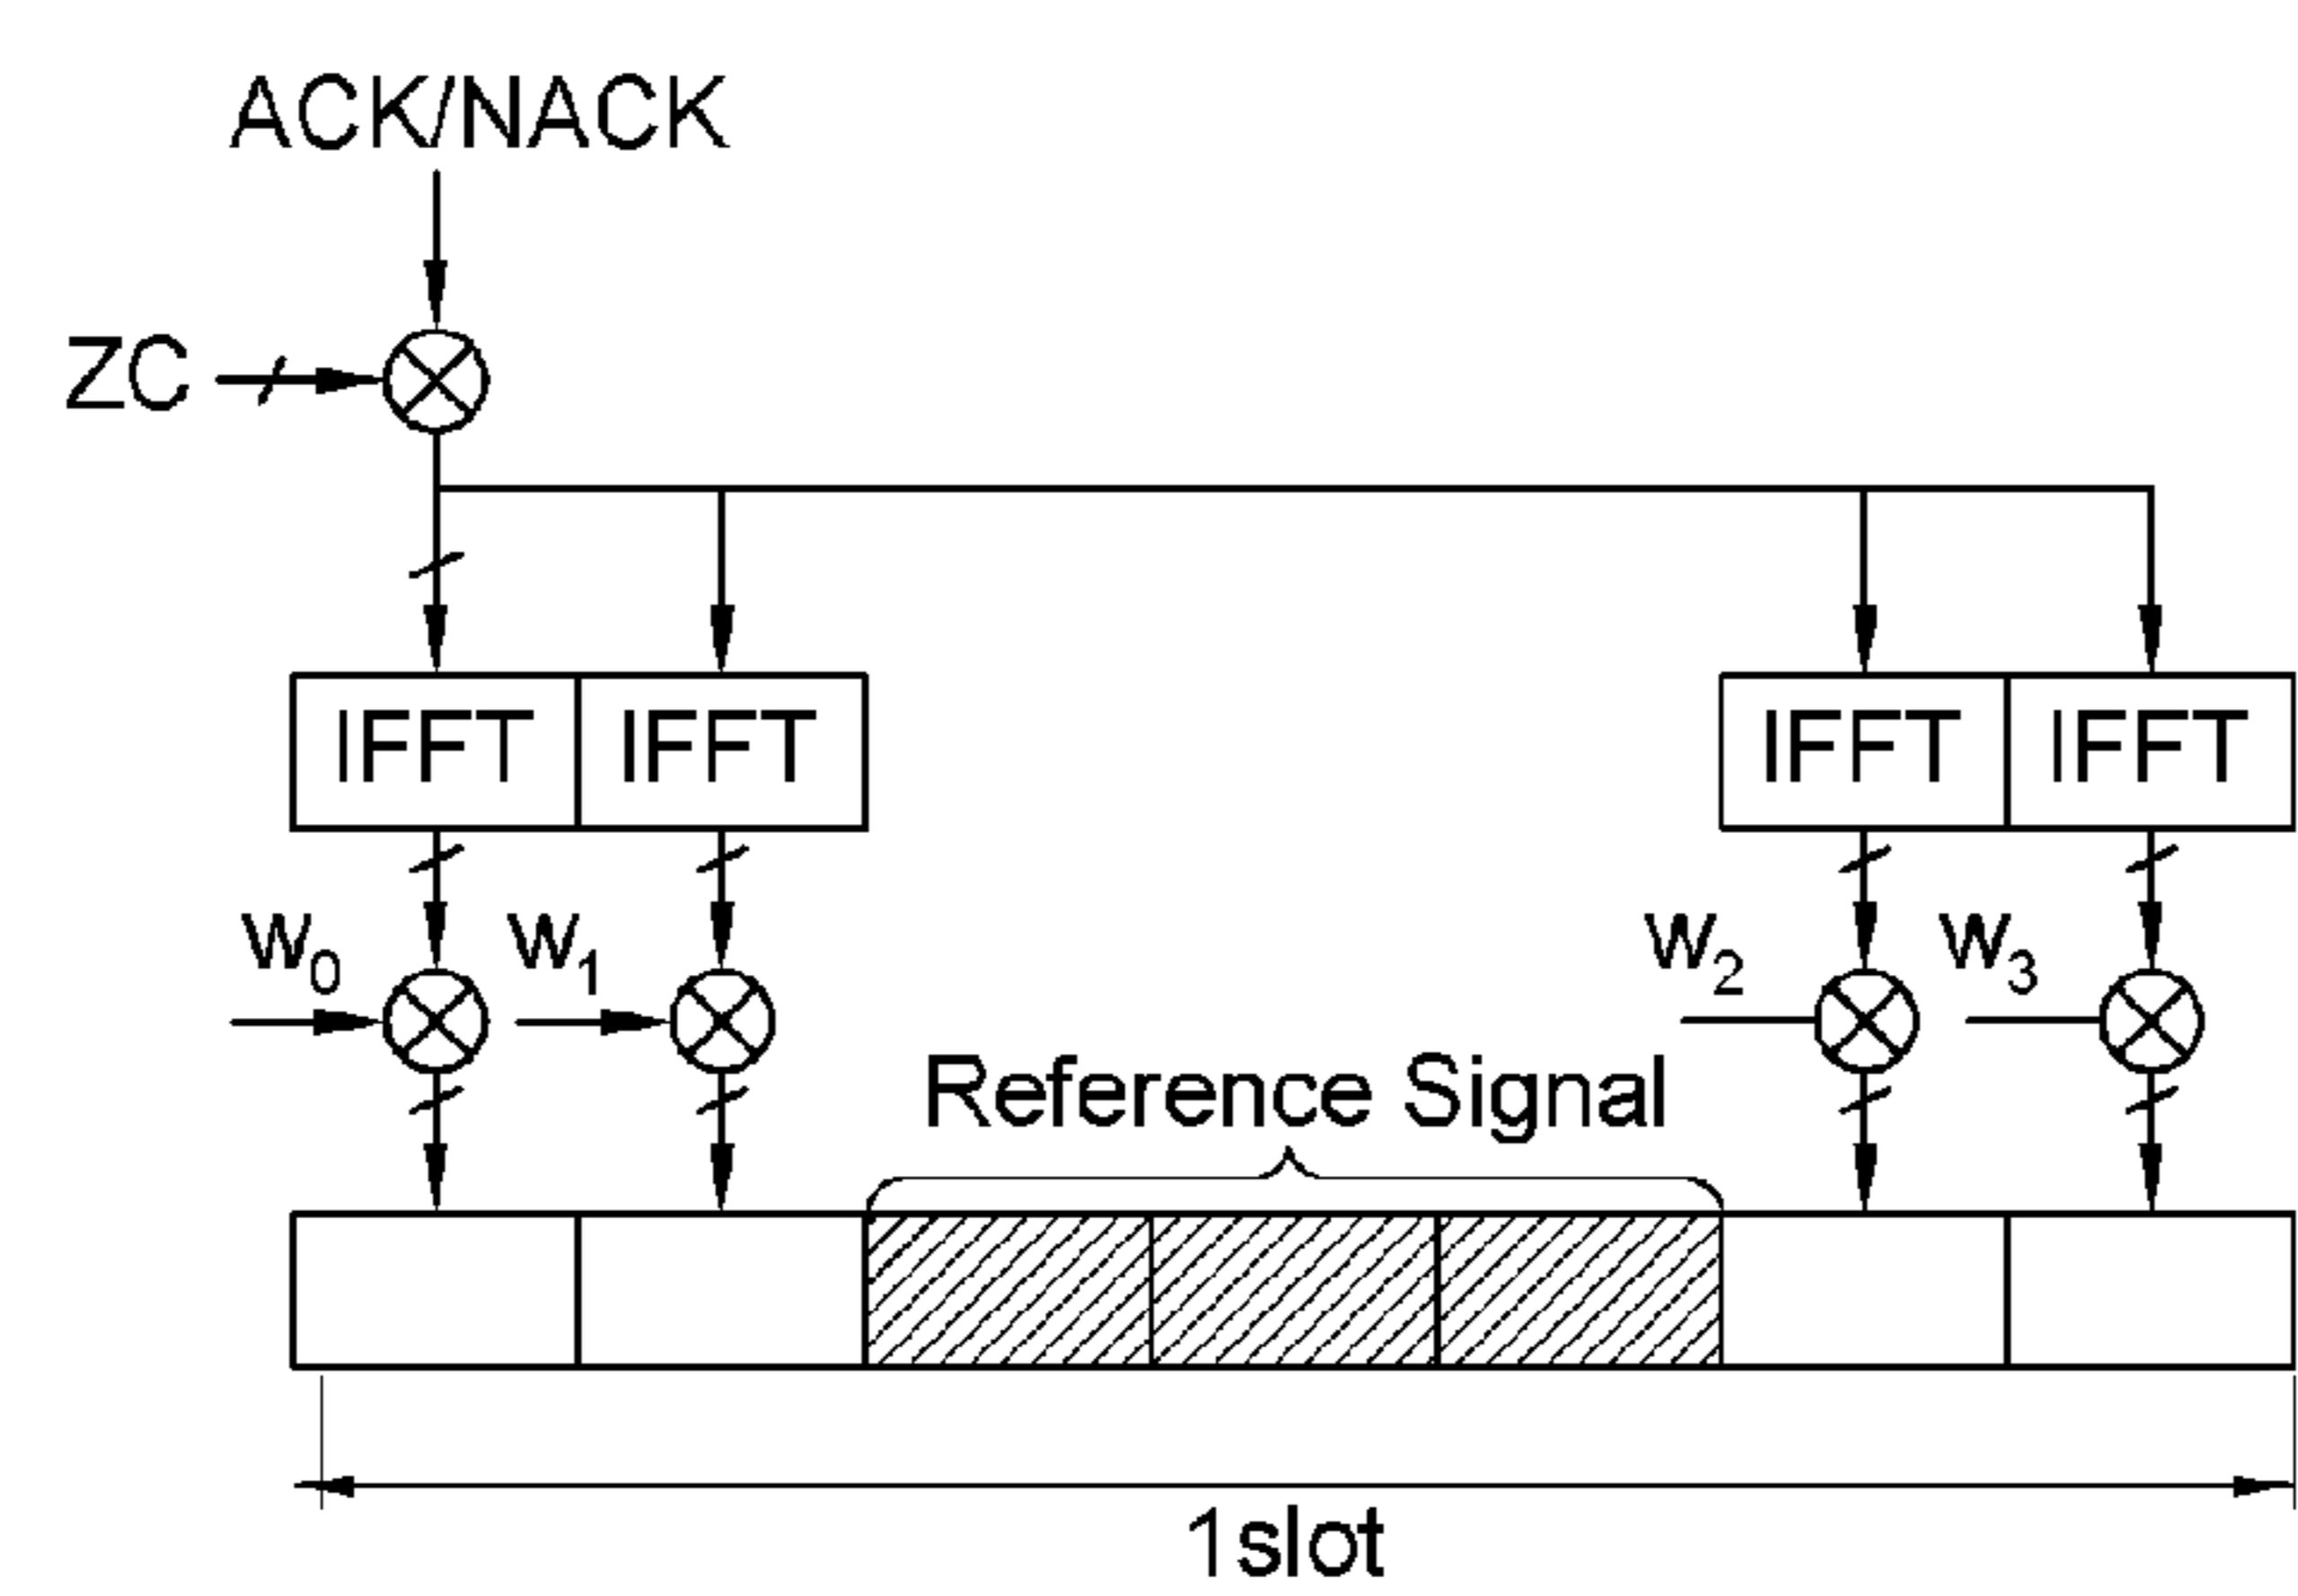 ACK/NACK
ZC
IFFT IFFT IFFT IFFT
w0 w1 w2 w3
Reference Signal
1slot